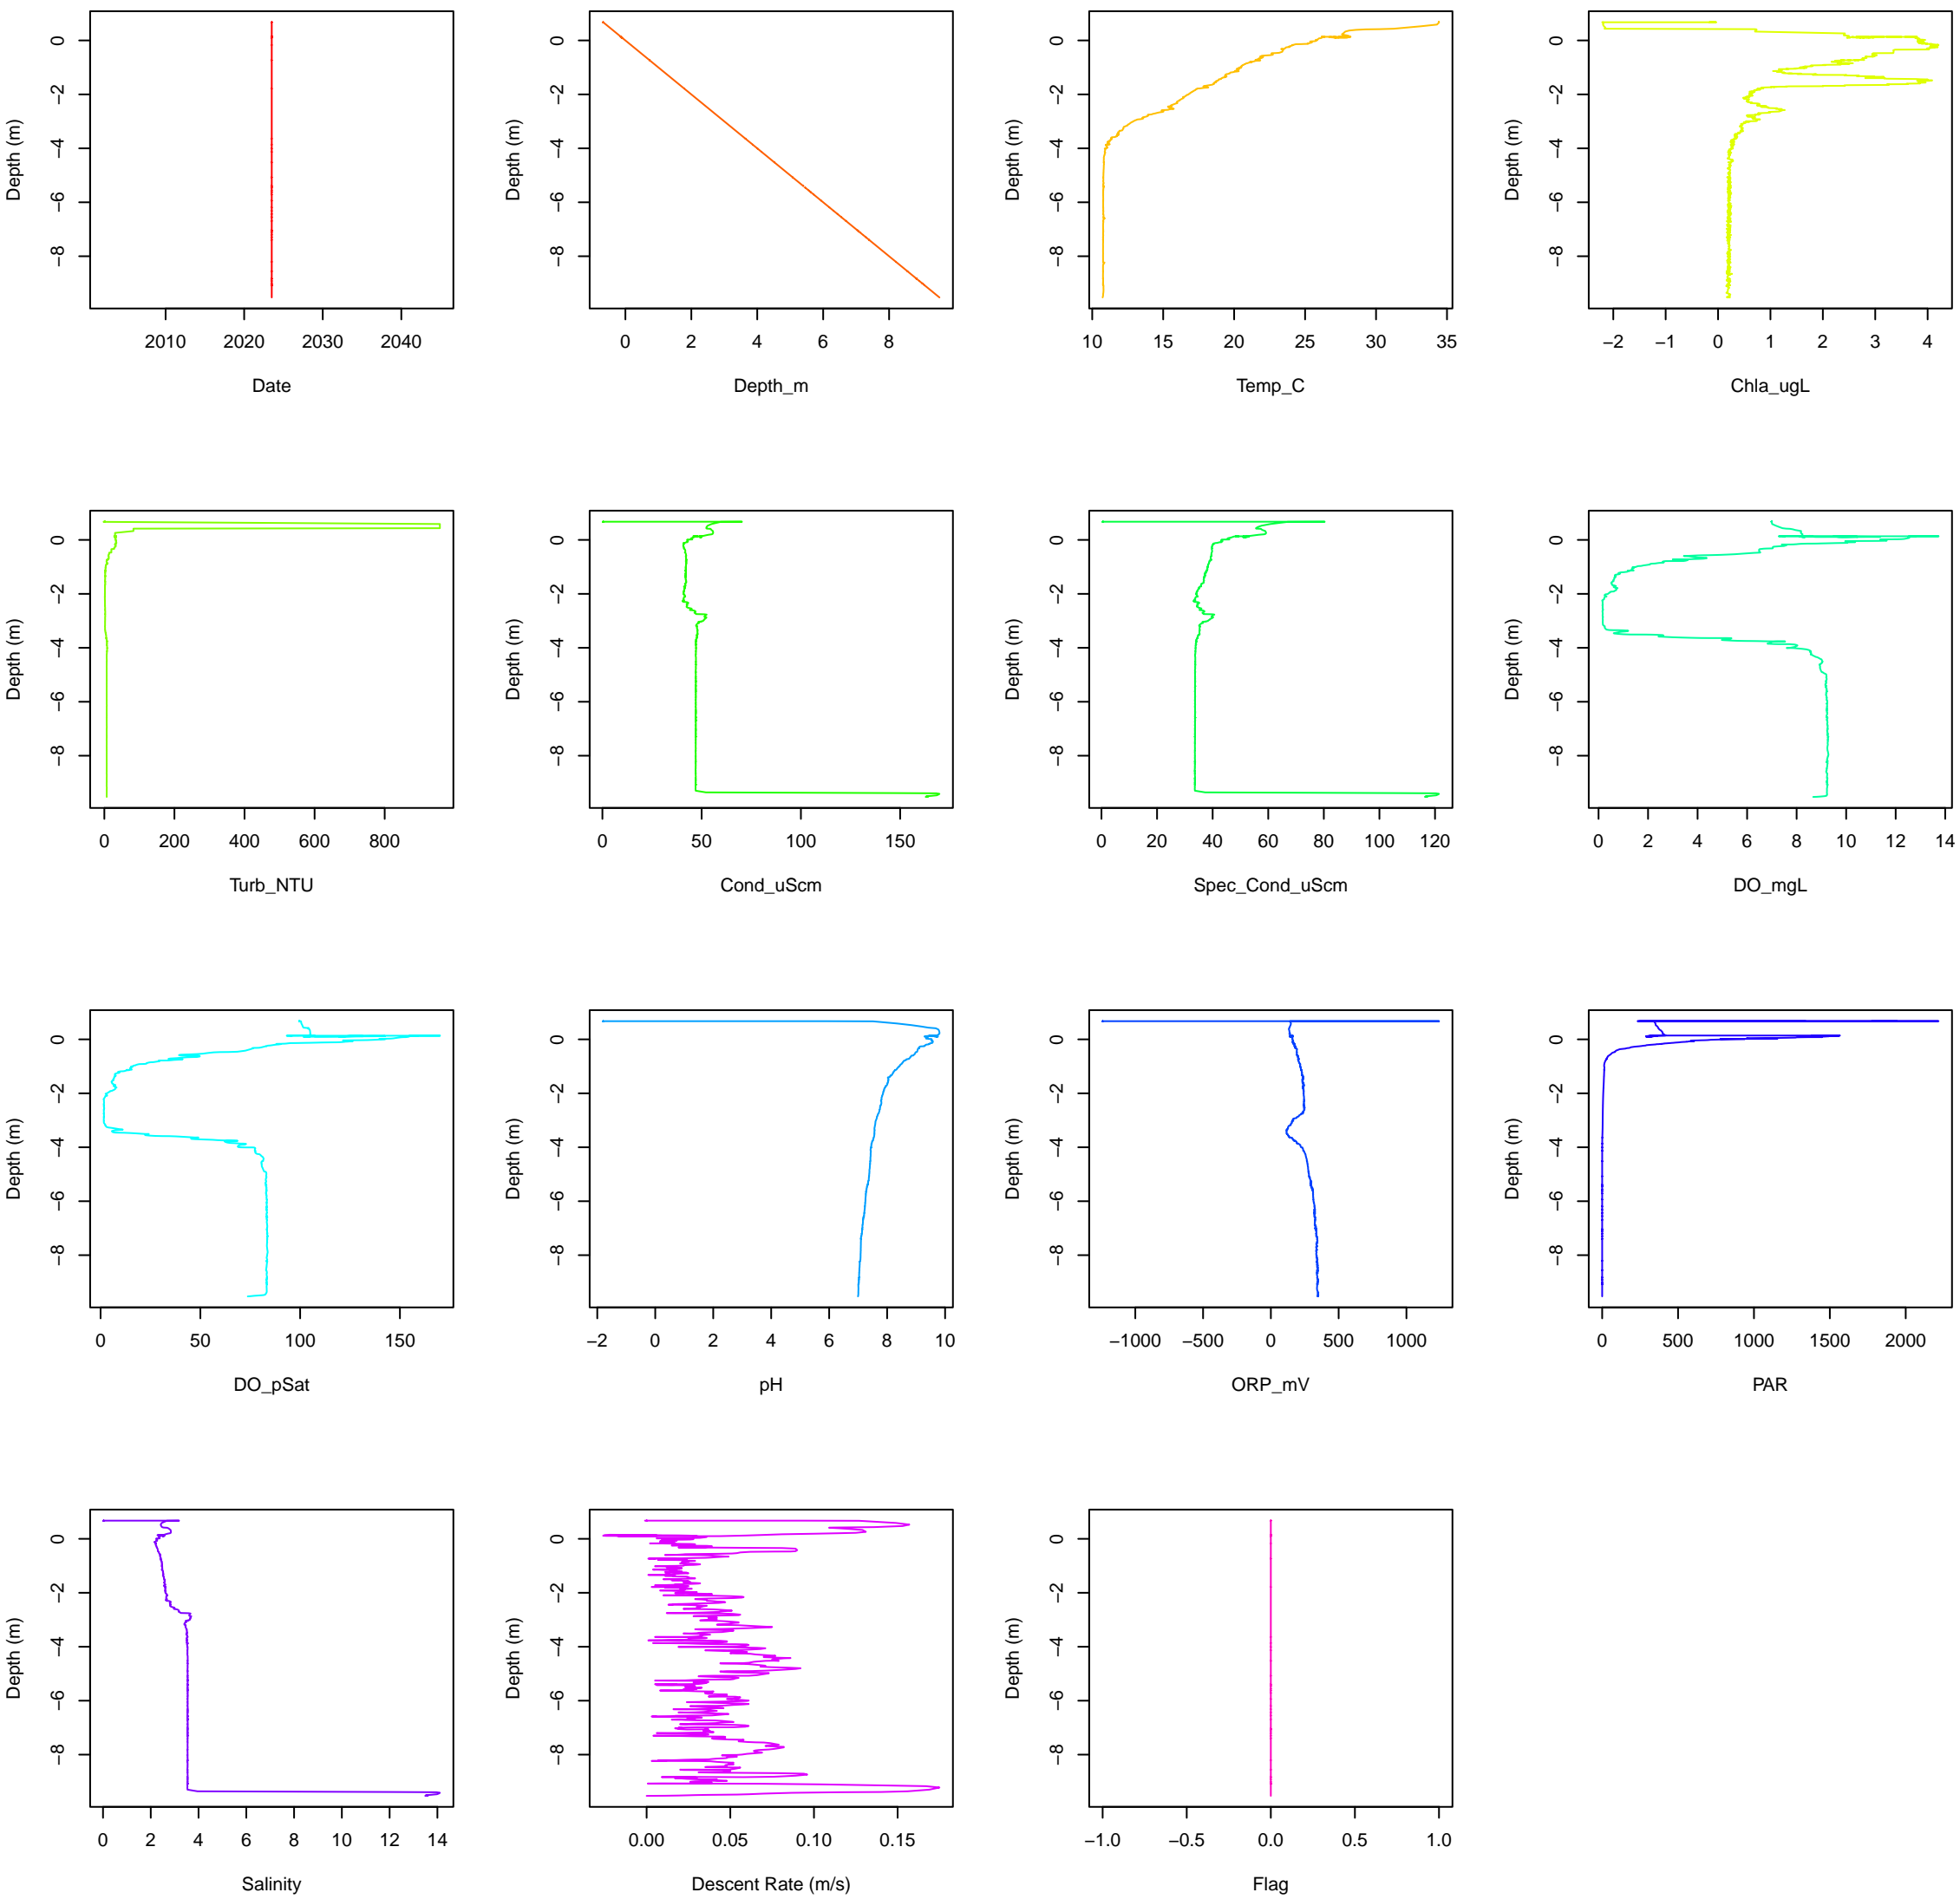 0
−2
−4
−6
−8
Depth (m)
2010 2020 2030 2040
Date
0
−2
−4
−6
−8
Depth (m)
0 2 4 6 8
Depth_m
0
−2
−4
−6
−8
Depth (m)
10 15 20 25 30 35
Temp_C
0
−2
−4
−6
−8
Depth (m)
−2 −1 0 1 2 3 4
Chla_ugL
0
−2
−4
−6
−8
Depth (m)
0 200 400 600 800
Turb_NTU
0
−2
−4
−6
−8
Depth (m)
0 50 100 150
Cond_uScm
0
−2
−4
−6
−8
Depth (m)
0 20 40 60 80 100 120
Spec_Cond_uScm
0
−2
−4
−6
−8
Depth (m)
0 2 4 6 8 10 12 14
DO_mgL
0
−2
−4
−6
−8
Depth (m)
0 50 100 150
DO_pSat
0
−2
−4
−6
−8
Depth (m)
−2 0 2 4 6 8 10
pH
0
−2
−4
−6
−8
Depth (m)
−1000 −500 0 500 1000
ORP_mV
0
−2
−4
−6
−8
Depth (m)
0 500 1000 1500 2000
PAR
0
−2
−4
−6
−8
Depth (m)
0 2 4 6 8 10 12 14
Salinity
0
−2
−4
−6
−8
Depth (m)
0.00 0.05 0.10 0.15
Descent Rate (m/s)
0
−2
−4
−6
−8
Depth (m)
−1.0 −0.5 0.0 0.5 1.0
Flag